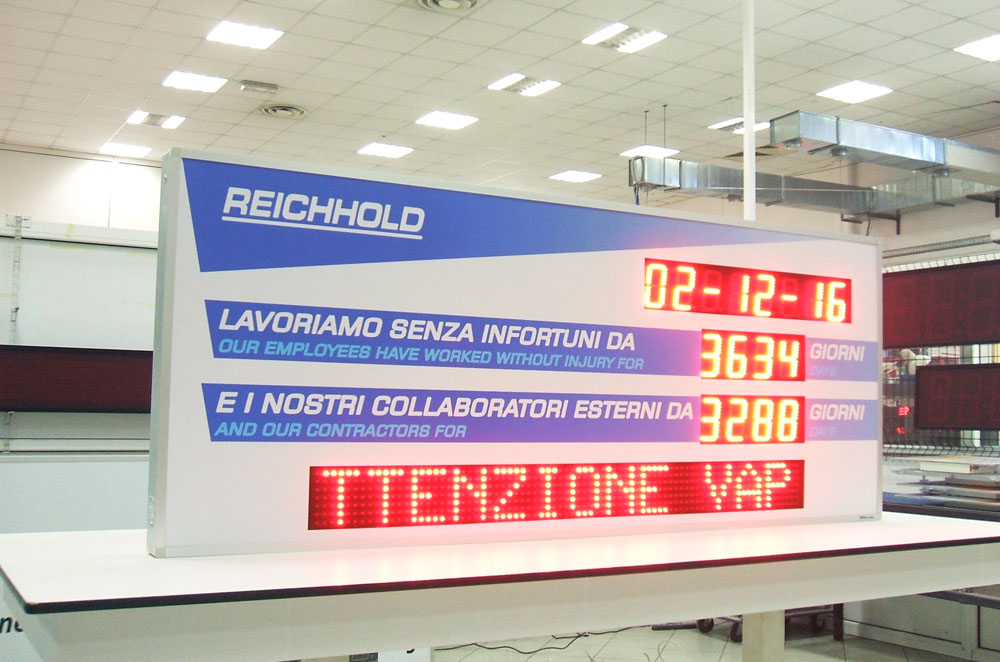 REICHHOLD
02-12-16
LAVORIAMO SENZA INFORTUNI DA 3634 GIORNI
OUR EMPLOYEES HAVE WORKED WITHOUT INJURY FOR DAYS
E I NOSTRI COLLABORATORI ESTERNI DA 3288 GIORNI
AND OUR CONTRACTORS FOR DAYS
TTENZIONE VAP